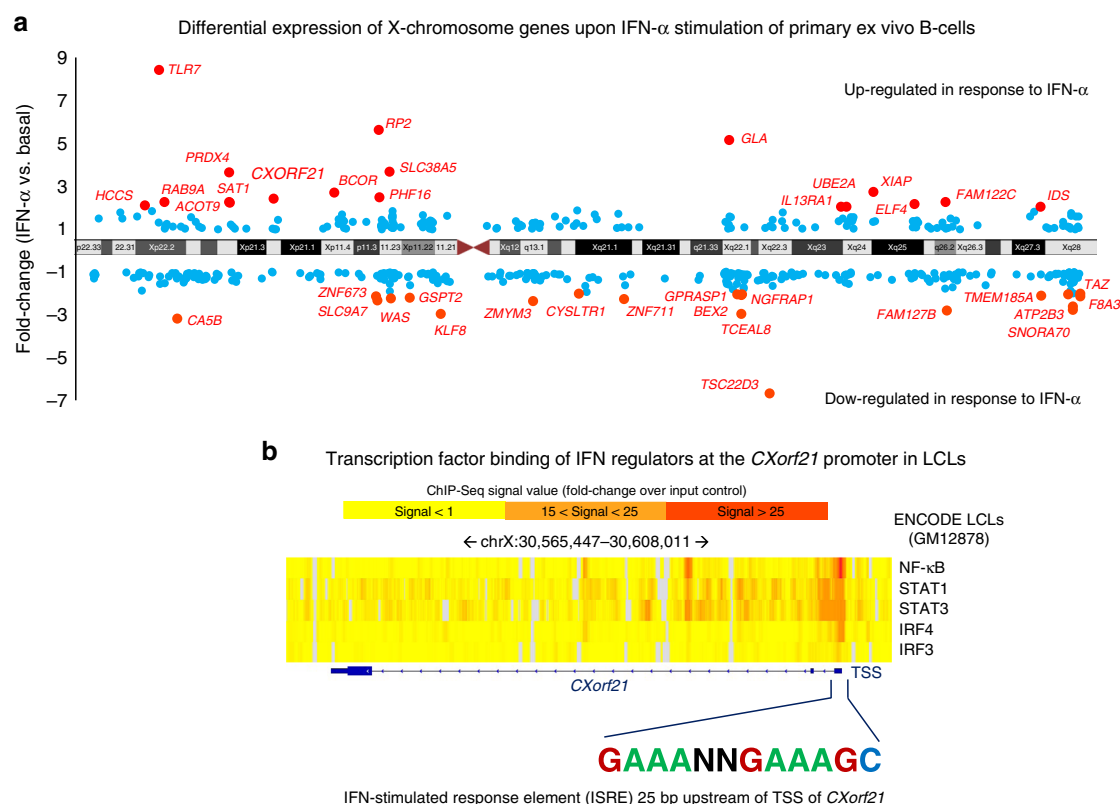 a
Differential expression of X-chromosome genes upon IFN-α stimulation of primary ex vivo B-cells
Fold-change (IFN-α vs. basal)
9
7
5
3
1
–1
–3
–5
–7
Up-regulated in response to IFN-α
TLR7
RP2
GLA
PRDX4
SLC38A5
CXORF21
HCCS
RAB9A
SAT1
ACOT9
BCOR
PHF16
UBE2A
XIAP
IL13RA1
ELF4
FAM122C
IDS
p22.33 22.31 Xp22.2 Xp21.3 Xp21.1 Xp11.4 p11.3 11.23 Xp11.22 11.21 Xq12 q13.1 Xq21.1 Xq21.31 q21.33 Xq22.1 Xq22.3 Xq23 Xq24 Xq25 q26.2 Xq26.3 Xq27.3 Xq28
ZNF673
SLC9A7
WAS
GSPT2
KLF8
CA5B
ZMYM3
CYSLTR1
ZNF711
GPRASP1
NGFRAP1
BEX2
TCEAL8
TMEM185A
TAZ
F8A3
FAM127B
ATP2B3
SNORA70
TSC22D3
Dow-regulated in response to IFN-α
b
Transcription factor binding of IFN regulators at the CXorf21 promoter in LCLs
ChIP-Seq signal value (fold-change over input control)
Signal < 1 15 < Signal < 25 Signal > 25
ENCODE LCLs
(GM12878)
← chrX:30,565,447–30,608,011 →
NF-κB
STAT1
STAT3
IRF4
IRF3
TSS
CXorf21
GAAANNGAAAGC
IFN-stimulated response element (ISRE) 25 bp upstream of TSS of CXorf21